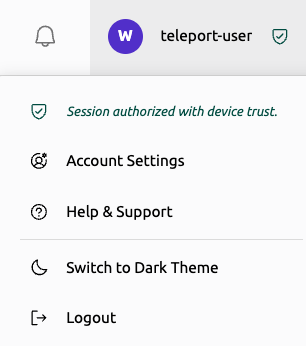 W teleport-user
Session authorized with device trust.
Account Settings
Help & Support
Switch to Dark Theme
Logout